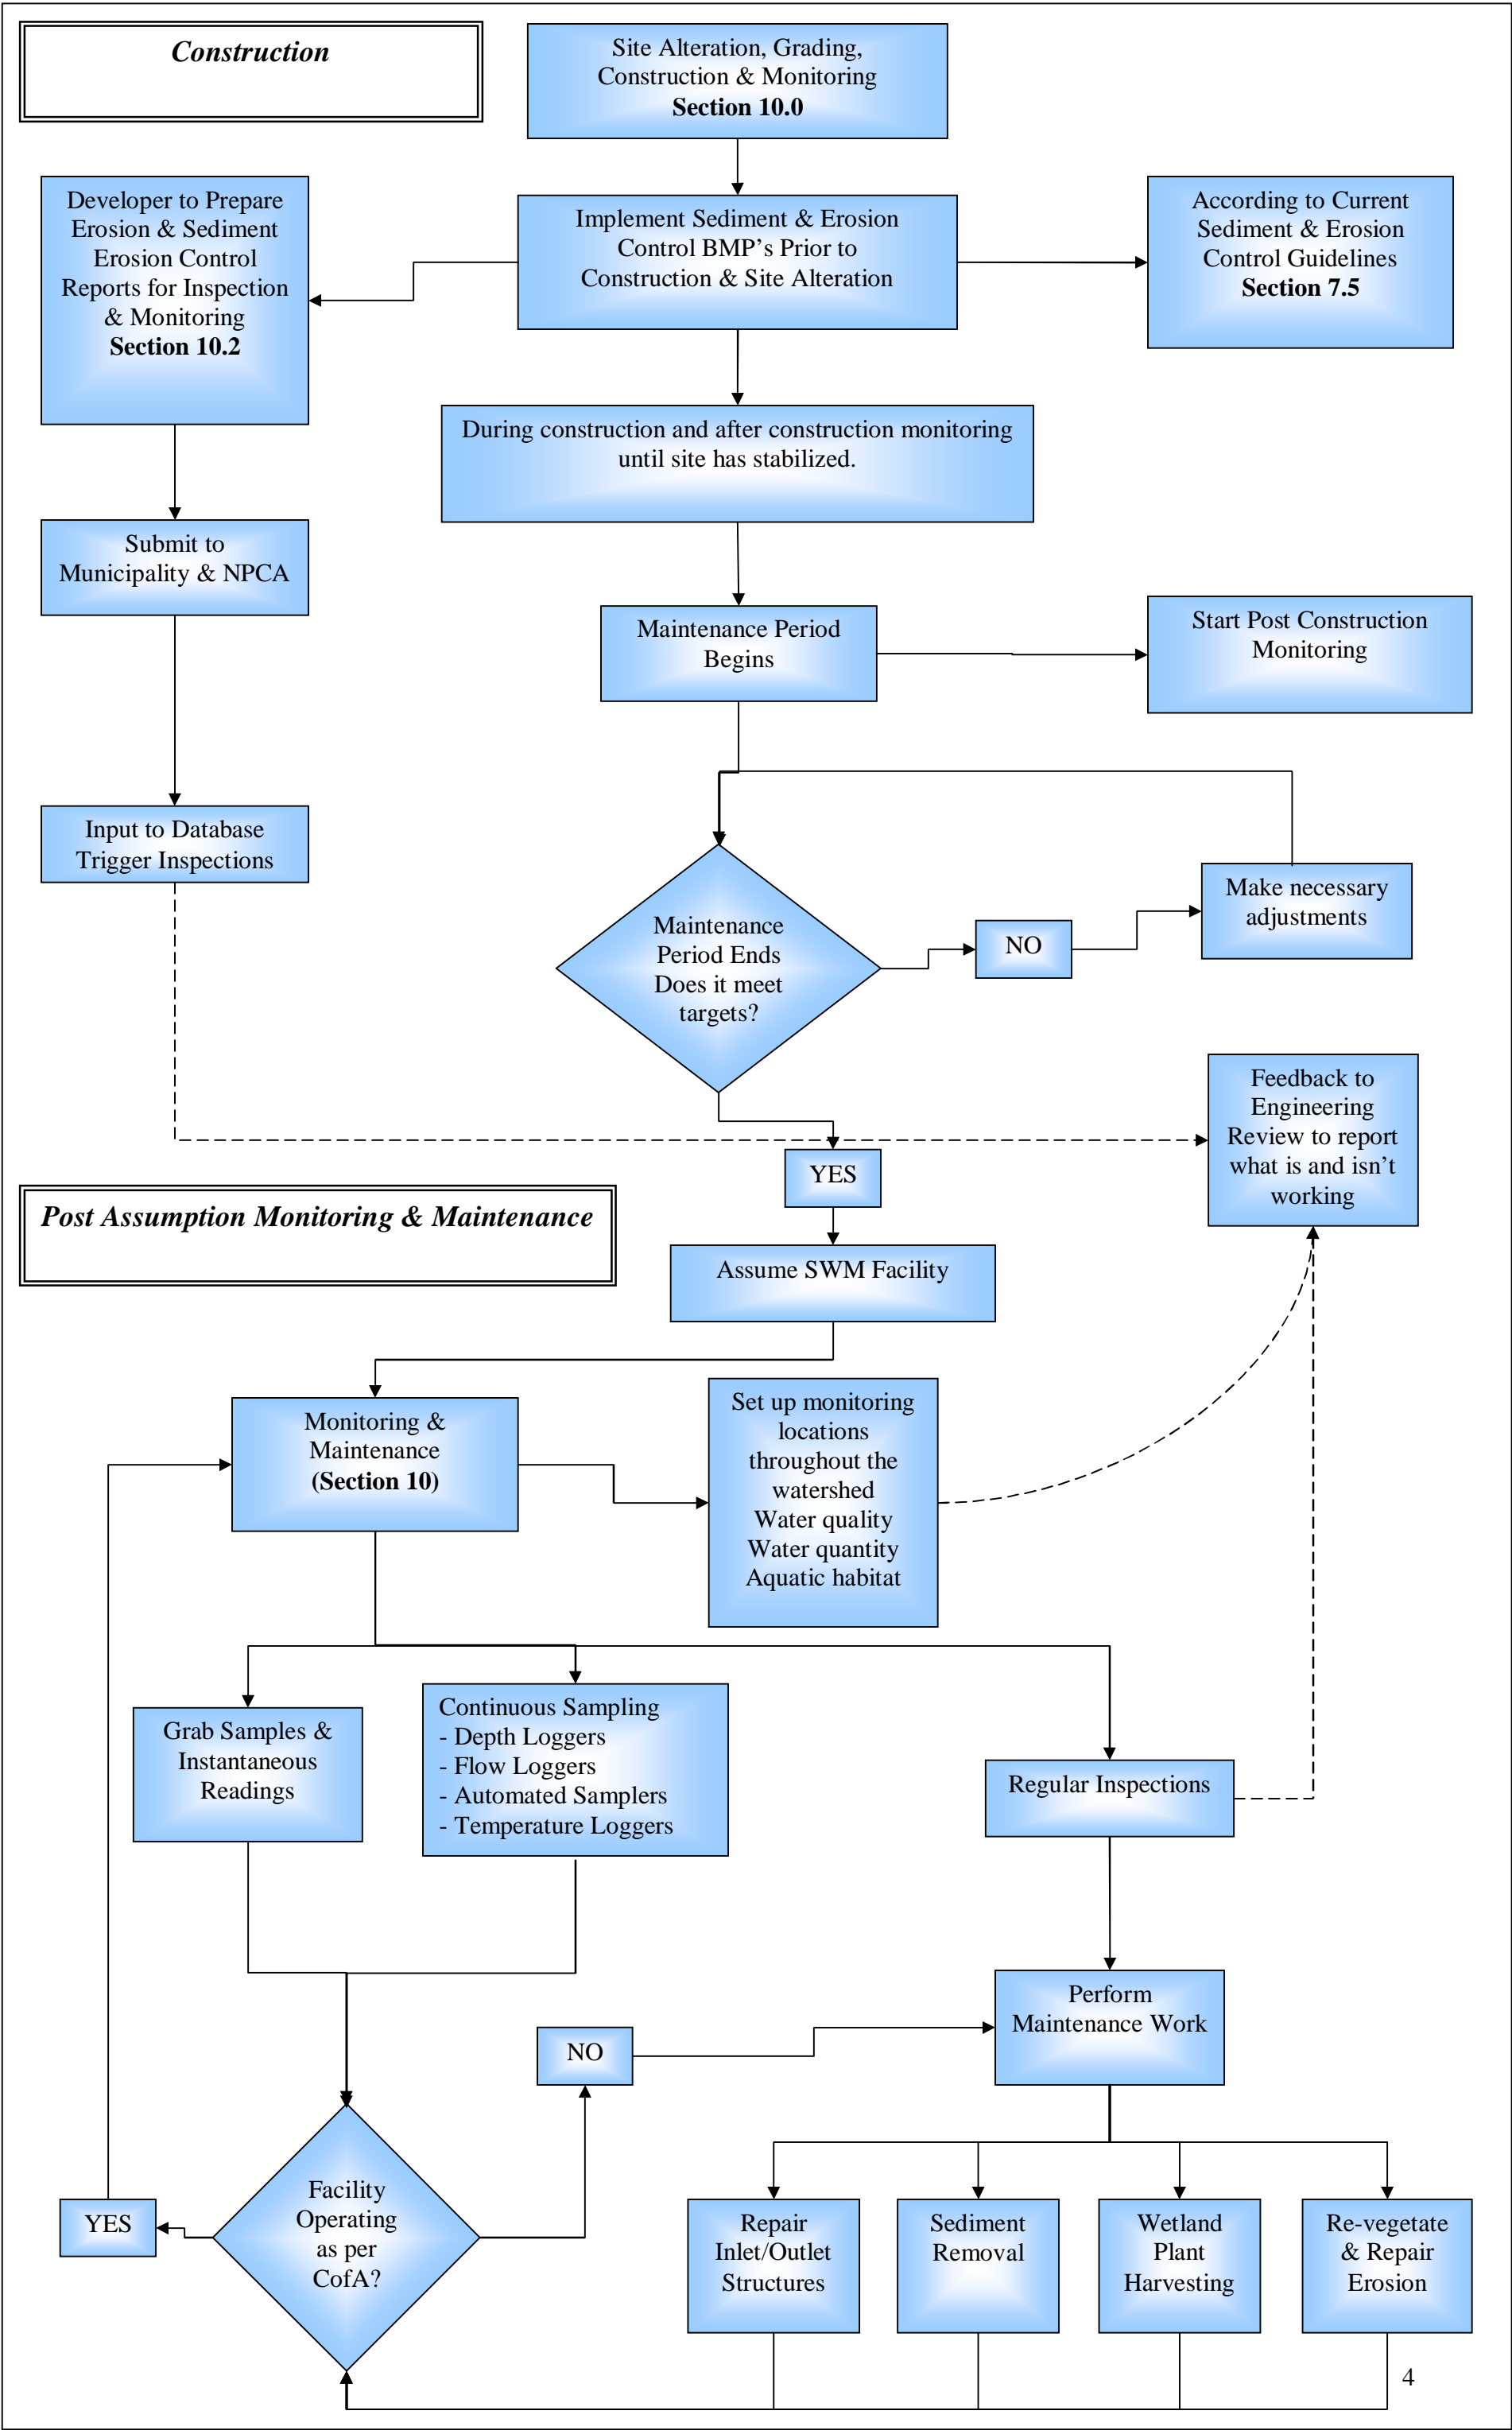 Construction
Site Alteration, Grading,
Construction & Monitoring
Section 10.0
Developer to Prepare
Erosion & Sediment
Erosion Control
Reports for Inspection
& Monitoring
Section 10.2
Implement Sediment & Erosion
Control BMP’s Prior to
Construction & Site Alteration
According to Current
Sediment & Erosion
Control Guidelines
Section 7.5
During construction and after construction monitoring
until site has stabilized.
Submit to
Municipality & NPCA
Maintenance Period
Begins
Start Post Construction
Monitoring
Input to Database
Trigger Inspections
Maintenance
Period Ends
Does it meet
targets?
NO
Make necessary
adjustments
Feedback to
Engineering
Review to report
what is and isn’t
working
YES
Post Assumption Monitoring & Maintenance
Assume SWM Facility
Monitoring &
Maintenance
(Section 10)
Set up monitoring
locations
throughout the
watershed
Water quality
Water quantity
Aquatic habitat
Grab Samples &
Instantaneous
Readings
Continuous Sampling
- Depth Loggers
- Flow Loggers
- Automated Samplers
- Temperature Loggers
Regular Inspections
Perform
Maintenance Work
NO
YES
Facility
Operating
as per
CofA?
Repair
Inlet/Outlet
Structures
Sediment
Removal
Wetland
Plant
Harvesting
Re-vegetate
& Repair
Erosion
4